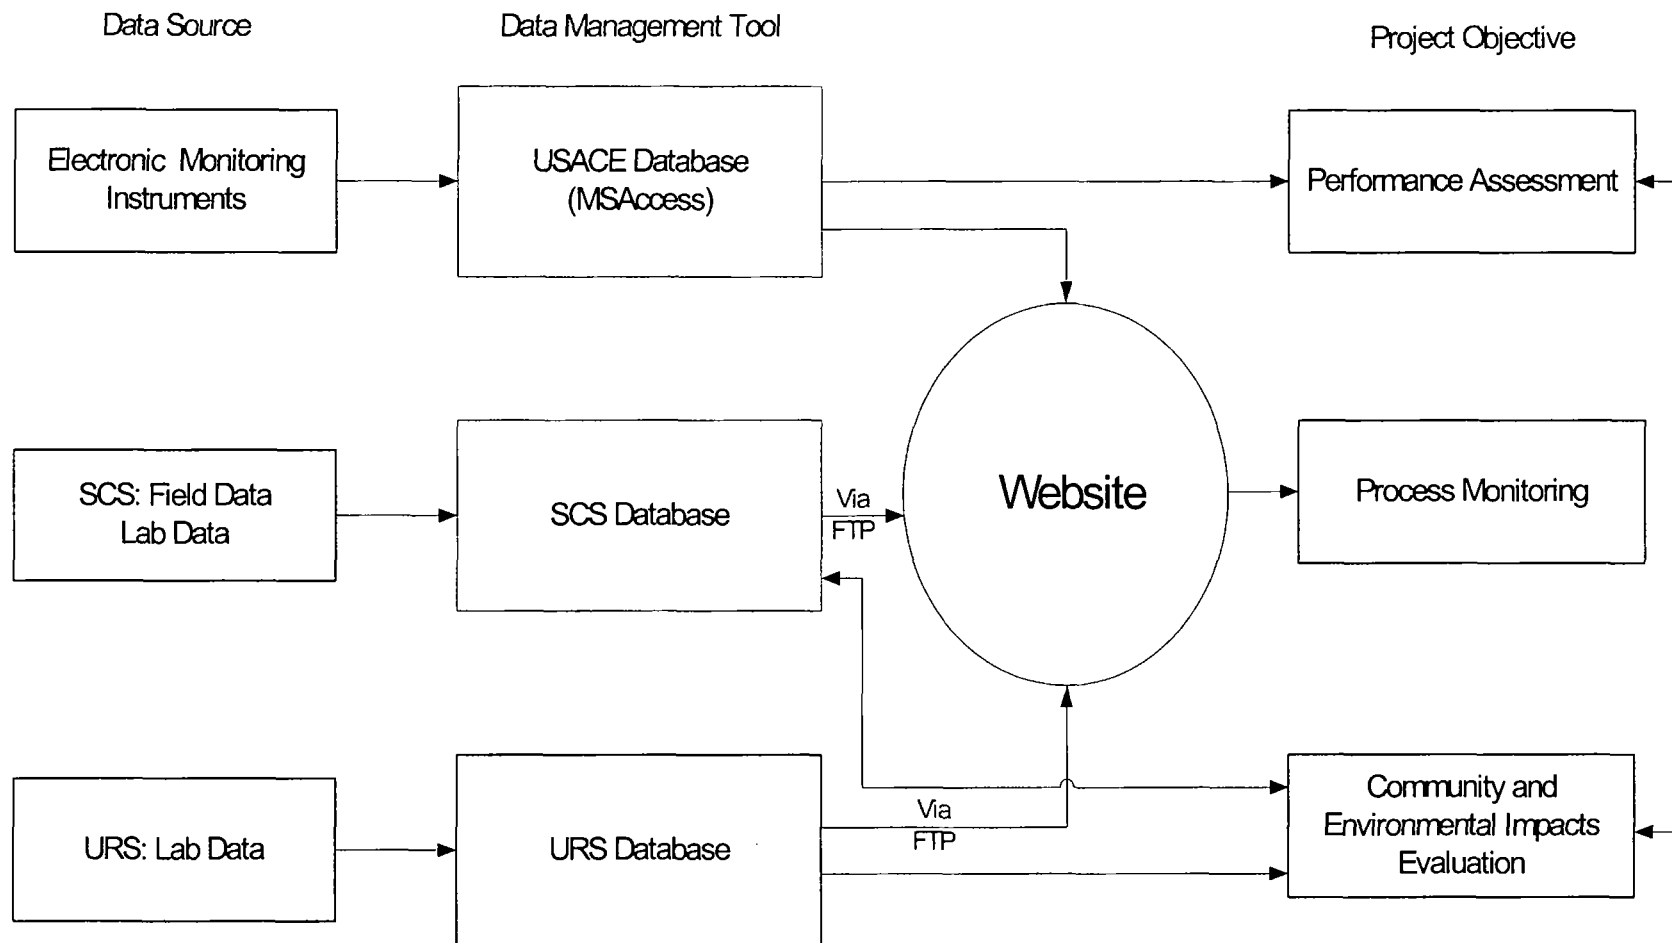 Data Source
Data Management Tool
Project Objective
Electronic Monitoring
Instruments
USACE Database
(MSAccess)
Performance Assessment
SCS: Field Data
Lab Data
SCS Database
Via
FTP
Website
Process Monitoring
URS: Lab Data
URS Database
Via
FTP
Community and
Environmental Impacts
Evaluation